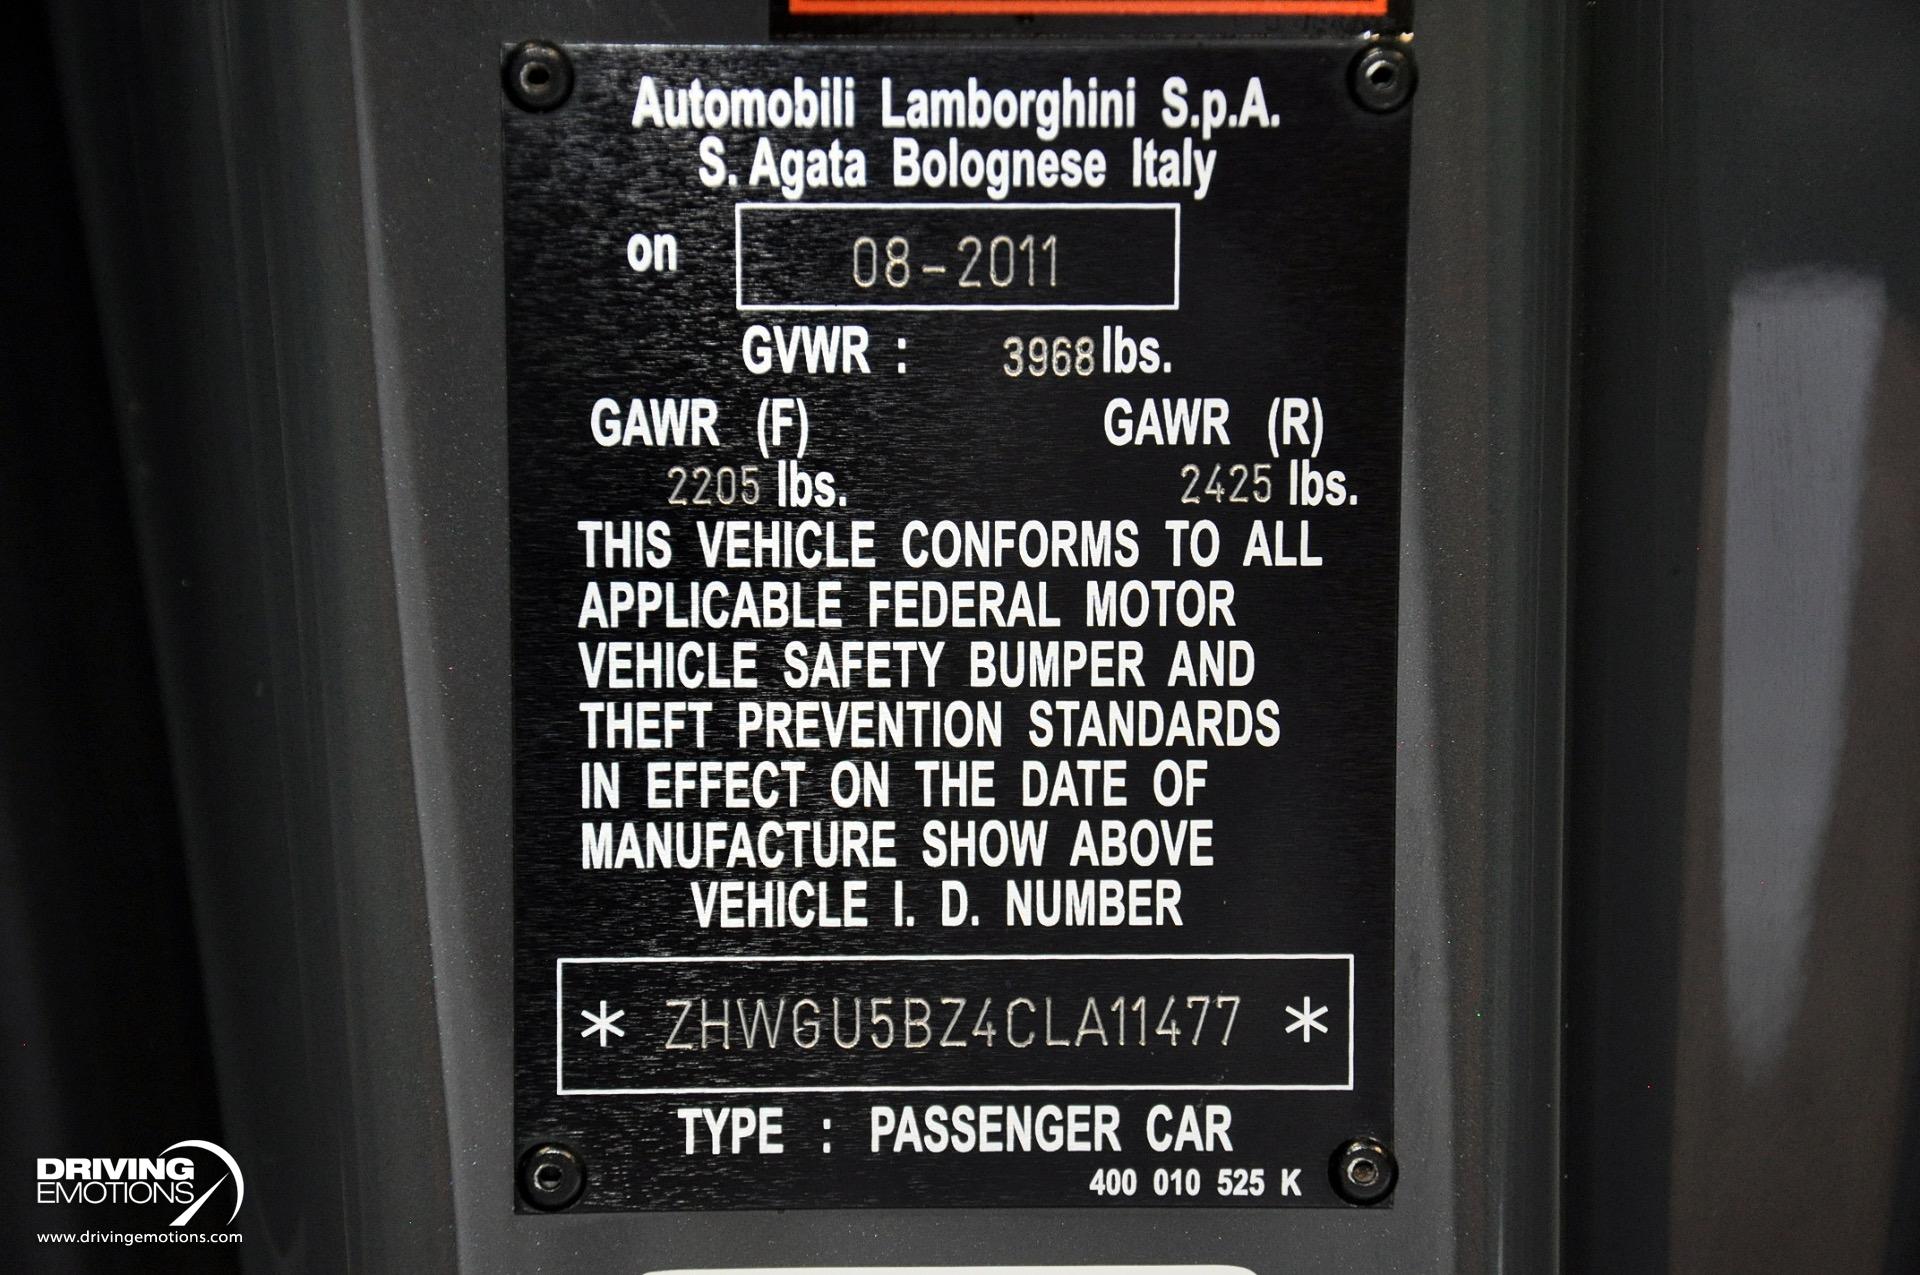 Automobili Lamborghini S.p.A.
S. Agata Bolognese Italy
on 08-2011
GVWR : 3968 lbs.
GAWR (F) GAWR (R)
2205 lbs. 2425 lbs.
THIS VEHICLE CONFORMS TO ALL
APPLICABLE FEDERAL MOTOR
VEHICLE SAFETY BUMPER AND
THEFT PREVENTION STANDARDS
IN EFFECT ON THE DATE OF
MANUFACTURE SHOW ABOVE
VEHICLE I. D. NUMBER
* ZHWGU5BZ4CLA11477 *
TYPE : PASSENGER CAR
400 010 525 K
DRIVING
EMOTIONS
www.drivingemotions.com